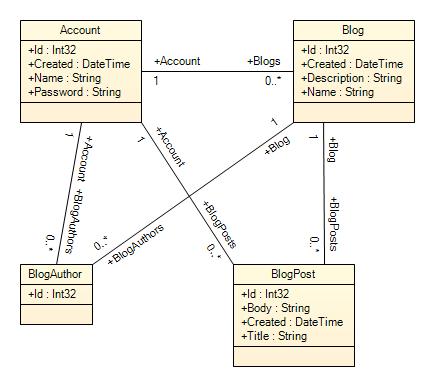 Account
+Id : Int32
+Created : DateTime
+Name : String
+Password : String
Blog
+Id : Int32
+Created : DateTime
+Description : String
+Name : String
+Account
+Blogs
1
0..*
1
+Account
+BlogAuthors
0..*
1
+Account
+BlogPosts
0..*
1
+Blog
+BlogAuthors
0..*
1
+Blog
+BlogPosts
0..*
BlogAuthor
+Id : Int32
BlogPost
+Id : Int32
+Body : String
+Created : DateTime
+Title : String